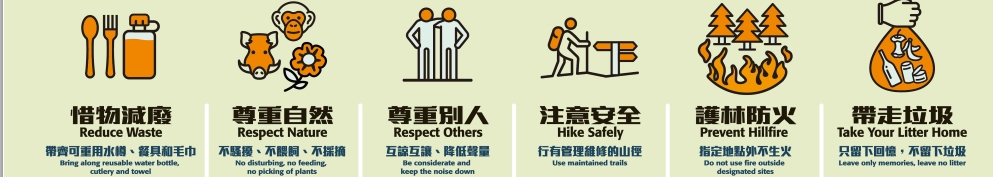 惜物減廢
Reduce Waste
帶齊可重用水樽、餐具和毛巾
Bring along reusable water bottle,
cutlery and towel
尊重自然
Respect Nature
不騷擾、不餵飼、不採摘
No disturbing, no feeding,
no picking of plants
尊重別人
Respect Others
互諒互讓、降低聲量
Be considerate and
keep the noise down
注意安全
Hike Safely
行有管理維修的山徑
Use maintained trails
護林防火
Prevent Hillfire
指定地點外不生火
Do not use fire outside
designated sites
帶走垃圾
Take Your Litter Home
只留下回憶，不留下垃圾
Leave only memories, leave no litter